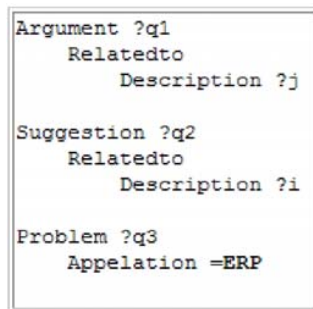 Argument ?q1
Relatedto
Description ?j
Suggestion ?q2
Relatedto
Description ?i
Problem ?q3
Appelation =ERP